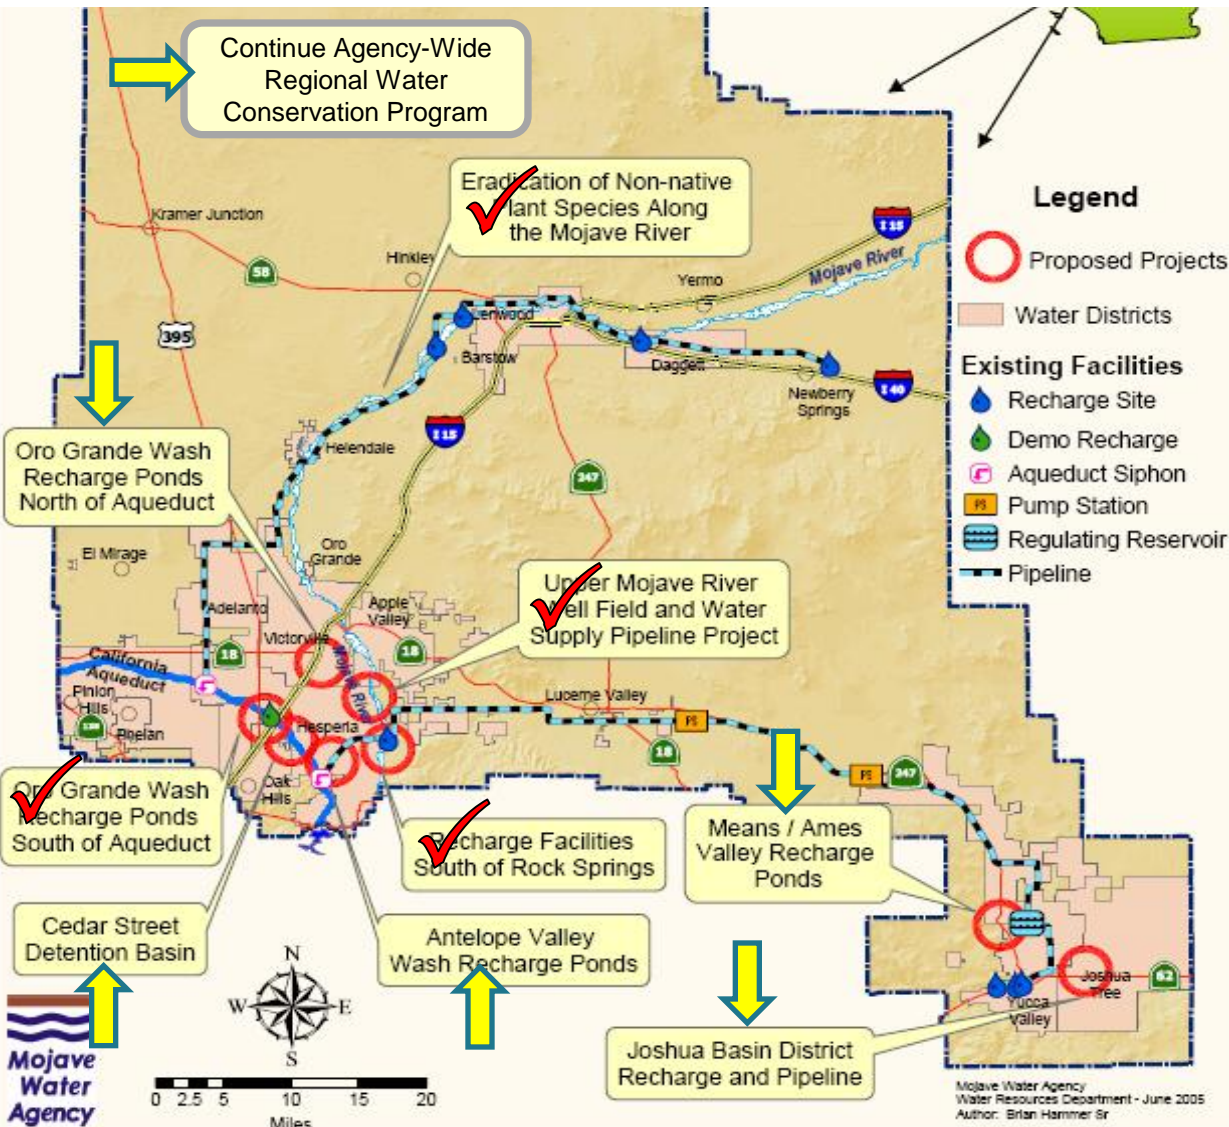 Continue Agency-Wide
Regional Water
Conservation Program
Eradication of Non-native
Plant Species Along
the Mojave River
Legend
Proposed Projects
Water Districts
Existing Facilities
Recharge Site
Demo Recharge
Aqueduct Siphon
PS
Pump Station
Regulating Reservoir
Pipeline
Kramer Junction
58
Hinkley
Yermo
I 15
Mojave River
395
Lenwood
Barstow
Daggett
Newberry
Springs
I 40
I 15
Helendale
247
Oro Grande Wash
Recharge Ponds
North of Aqueduct
El Mirage
Oro
Grande
Adelanto
Apple
Valley
Victorville
18
18
Upper Mojave River
Well Field and Water
Supply Pipeline Project
California
Aqueduct
Mojave River
Pinion
Hills
Phelan
Hesperia
Lucerne Valley
PS
18
PS
247
Oak
Hills
Oro Grande Wash
Recharge Ponds
South of Aqueduct
Recharge Facilities
South of Rock Springs
Means / Ames
Valley Recharge
Ponds
Cedar Street
Detention Basin
Antelope Valley
Wash Recharge Ponds
Joshua
Tree
62
Yucca
Valley
Joshua Basin District
Recharge and Pipeline
N
W
E
S
Mojave
Water
Agency
0 2.5 5 10 15 20
Miles
Mojave Water Agency
Water Resources Department - June 2005
Author: Brian Hammer Sr